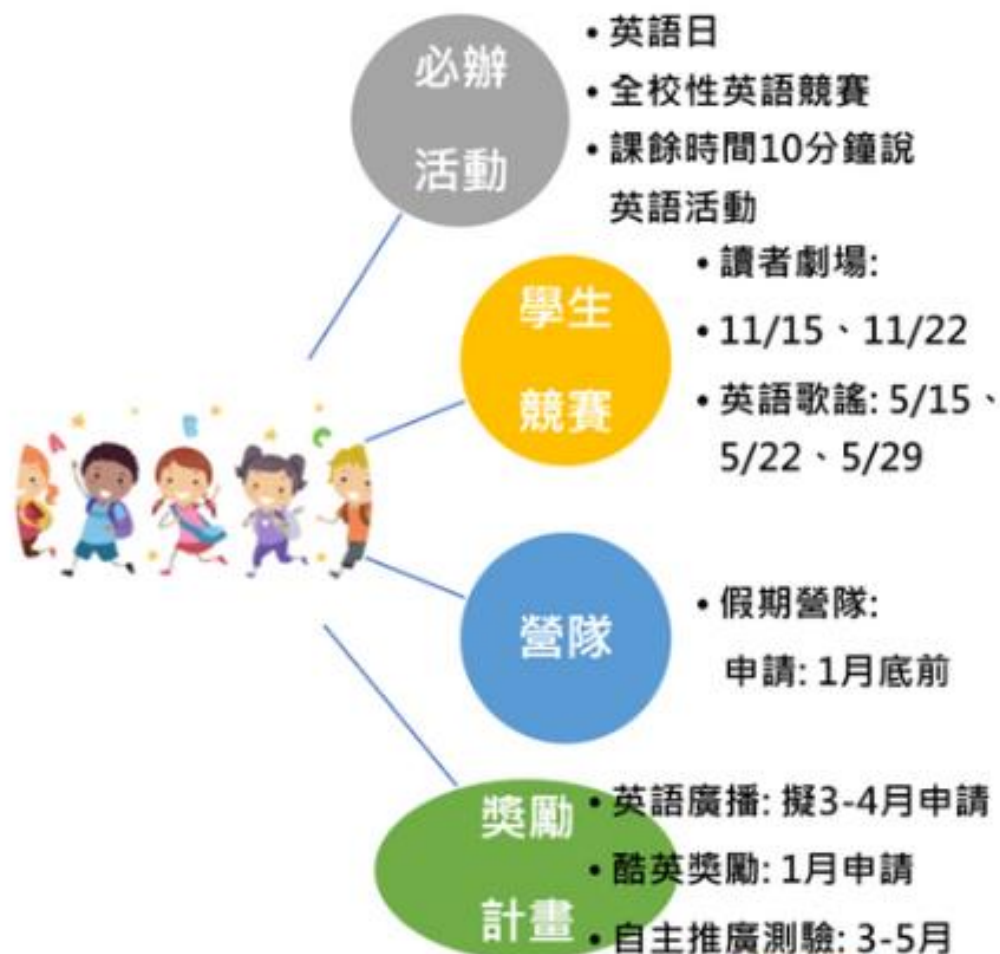 必辦
活動
• 英語日
• 全校性英語競賽
• 課餘時間10分鐘說
英語活動
學生
競賽
• 讀者劇場:
• 11/15、11/22
• 英語歌謠: 5/15、
5/22、5/29
A B C
營隊
• 假期營隊:
申請: 1月底前
獎勵
計畫
• 英語廣播: 擬3-4月申請
• 酷英獎勵: 1月申請
• 自主推廣測驗: 3-5月